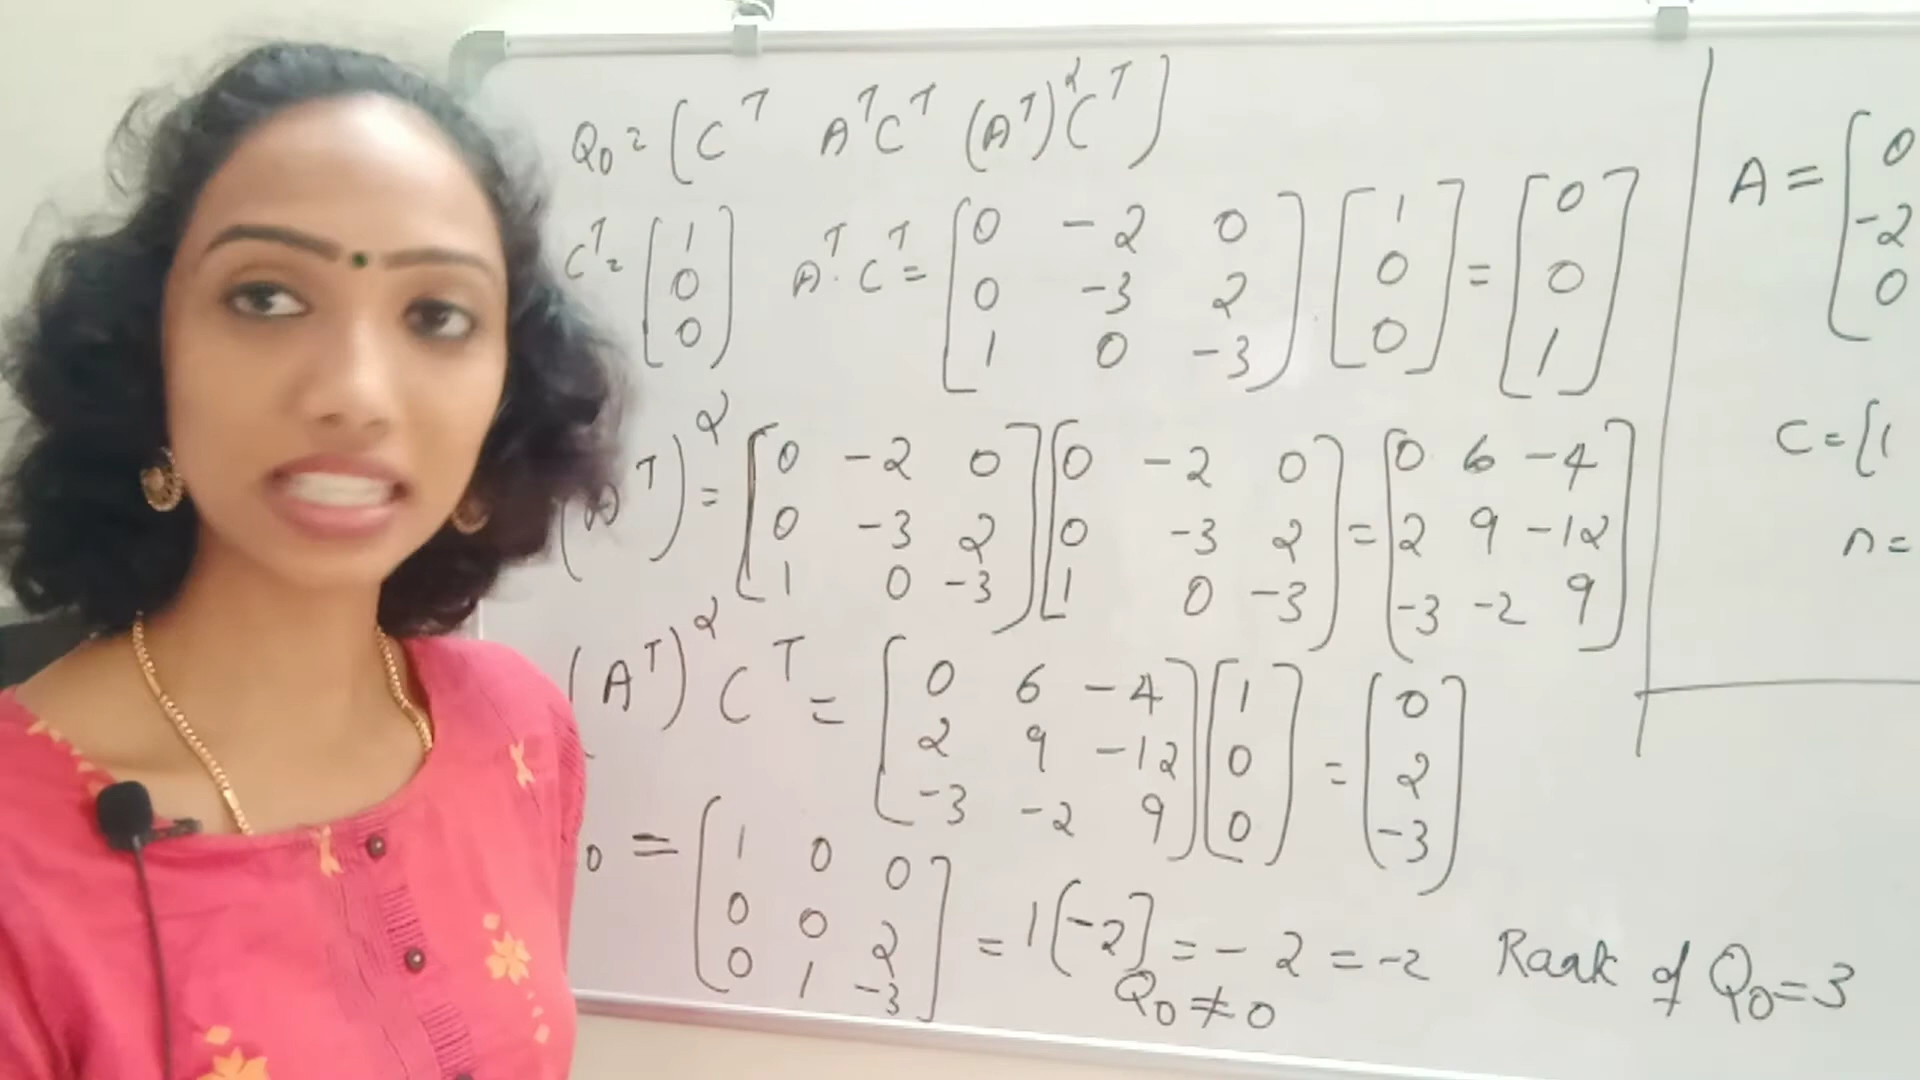 Q0 = [C^T A^T C^T (A^T)^2 C^T]
C^T = [1 0 0] A^T . C^T = [0 -2 0 0 -3 2 1 0 -3] [1 0 0] = [0 0 1]
(A^T)^2 = [0 -2 0 0 -3 2 1 0 -3] [0 -2 0 0 -3 2 1 0 -3] = [0 6 -4 2 9 -12 -3 -2 9]
(A^T)^2 C^T = [0 6 -4 2 9 -12 -3 -2 9] [1 0 0] = [0 2 -3]
0 = [1 0 0 0 0 2 0 1 -3] = 1[-2] = -2 = -2 Rank of Q0 = 3
Q0 ≠ 0
A = [0 -2 0
C = [1
n =